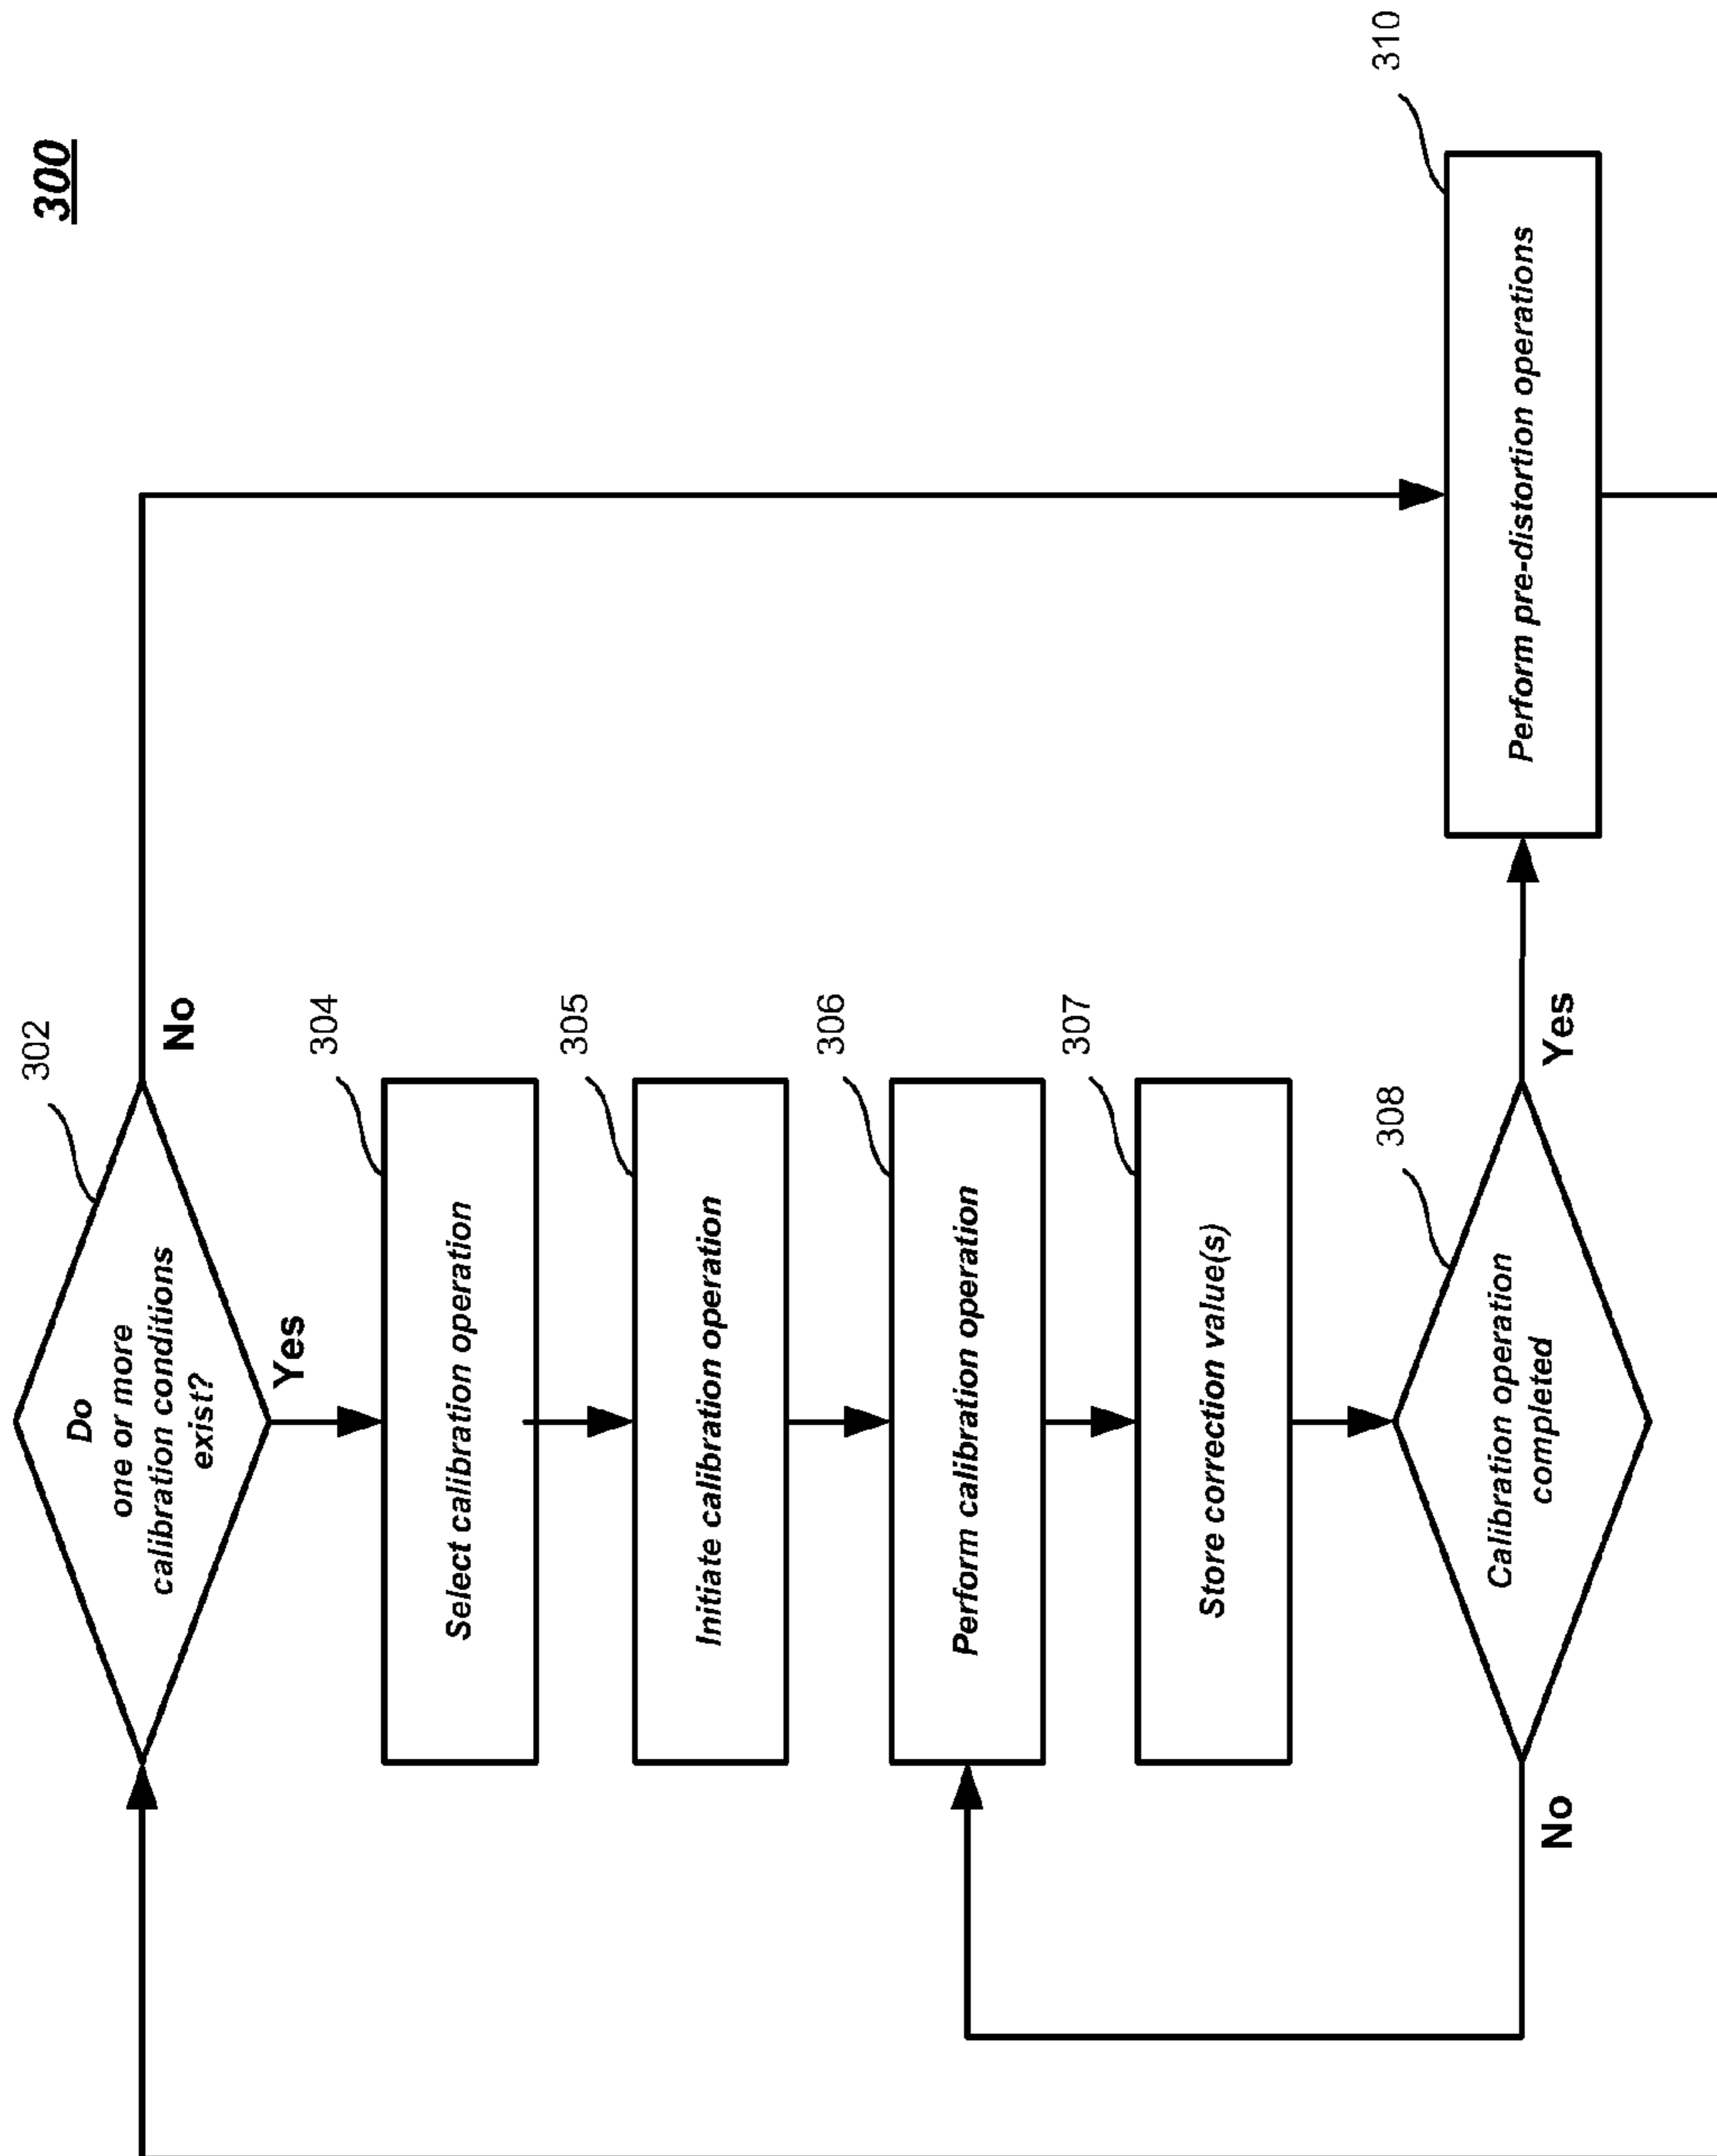 300
302
Do
one or more
calibration conditions
exist?
No
Yes
304
Select calibration operation
305
Initiate calibration operation
306
Perform calibration operation
307
Store correction value(s)
308
Calibration operation
completed
No
Yes
310
Perform pre-distortion operations